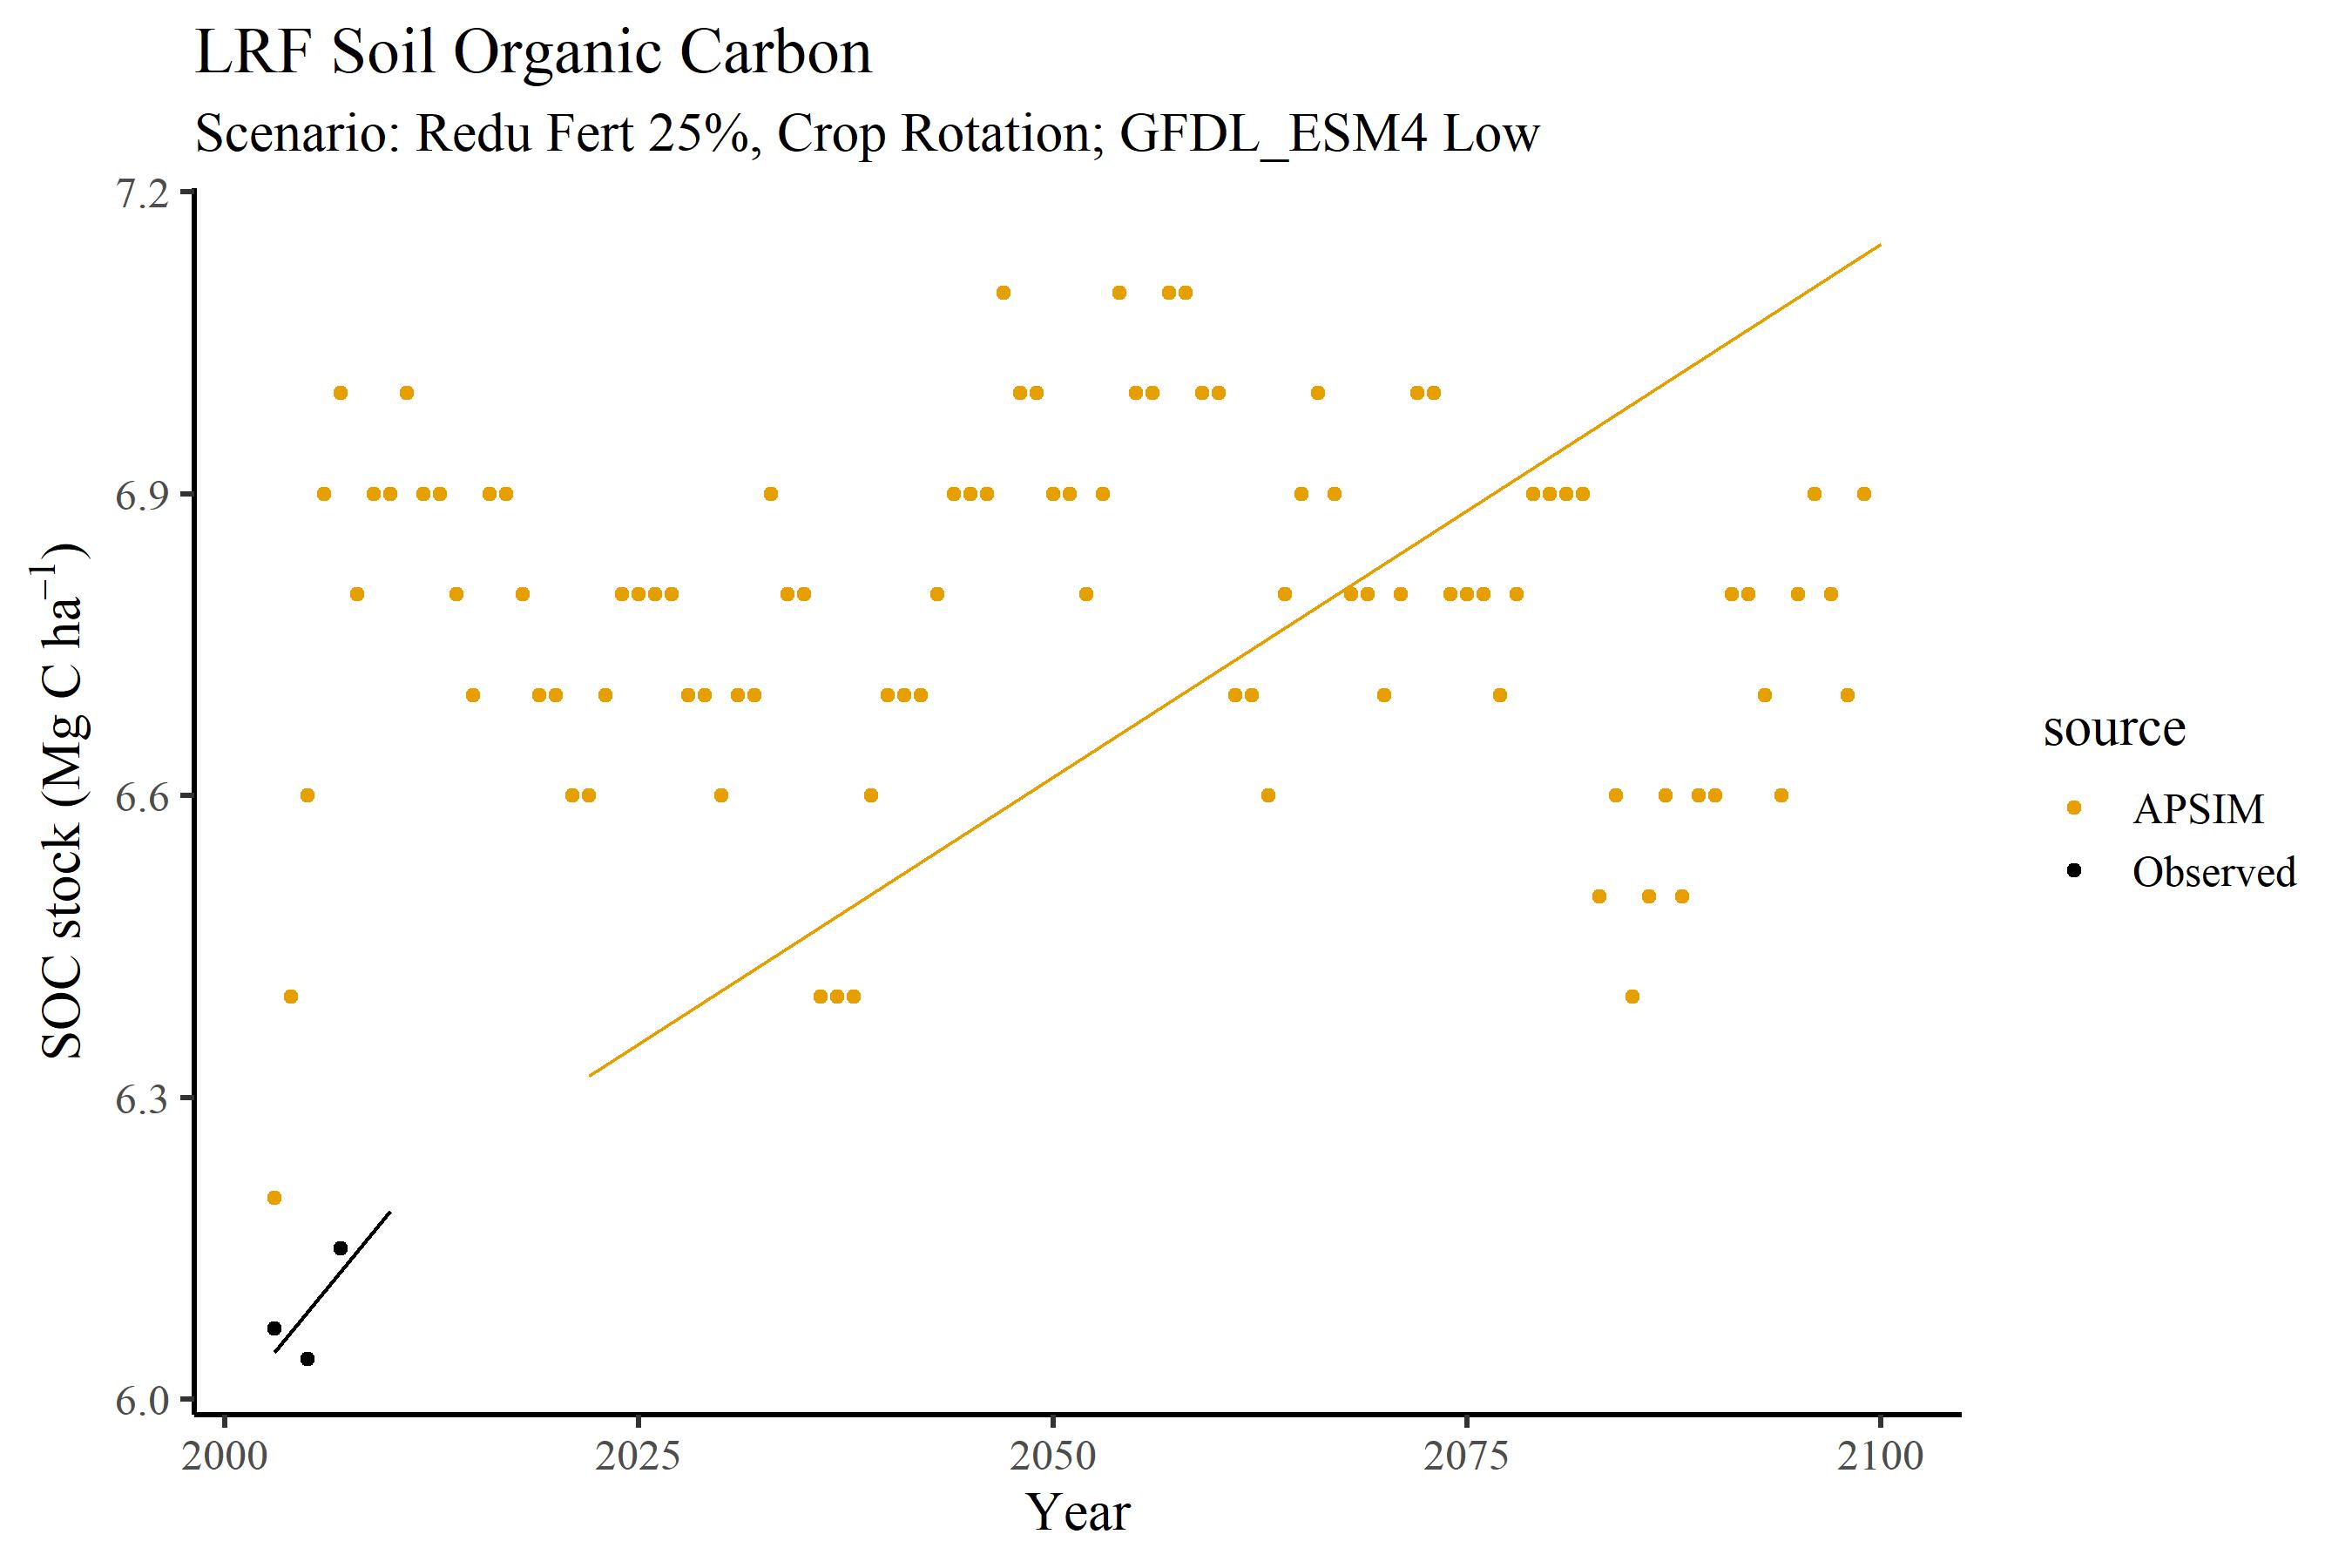 LRF Soil Organic Carbon
Scenario: Redu Fert 25%, Crop Rotation; GFDL_ESM4 Low
7.2
6.9
6.6
6.3
6.0
SOC stock (Mg C ha⁻¹)
2000
2025
2050
2075
2100
Year
source
APSIM
Observed